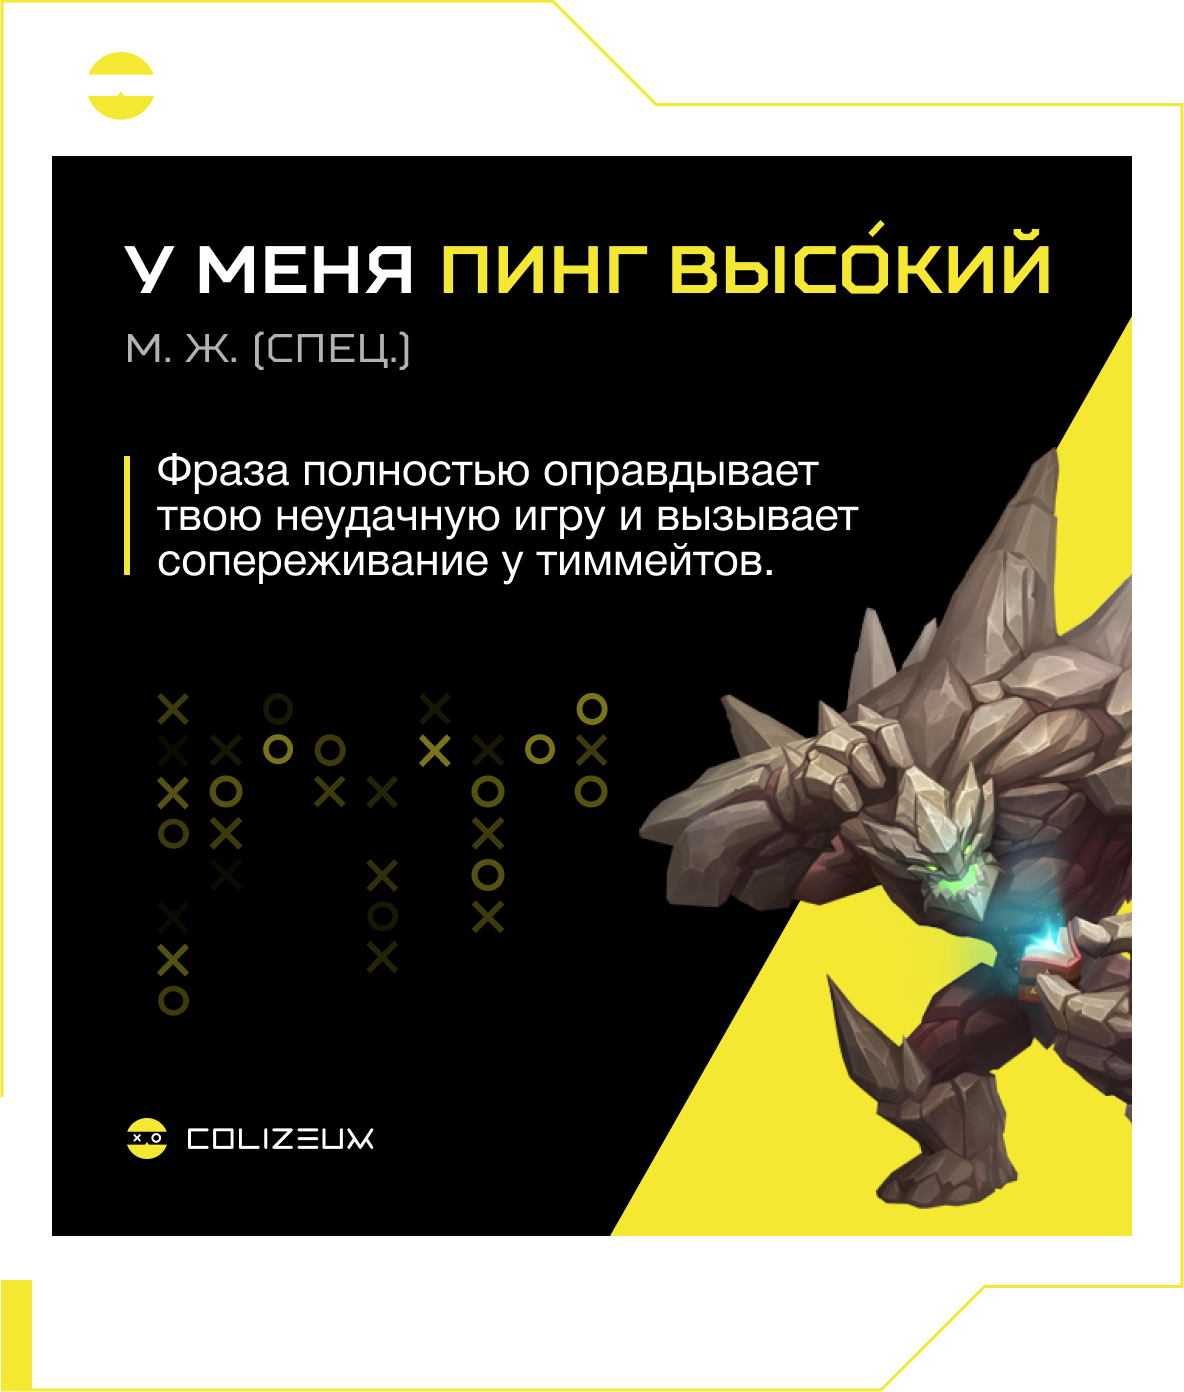 У МЕНЯ ПИНГ ВЫСО́КИЙ
М. Ж. (СПЕЦ.)
Фраза полностью оправдывает
твою неудачную игру и вызывает
сопереживание у тиммейтов.
COLIZEUM